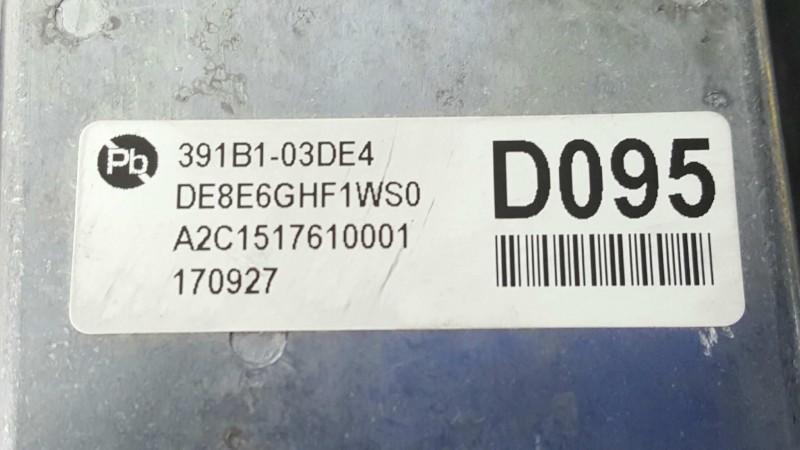 Pb
391B1-03DE4
D095
DE8E6GHF1WS0
A2C1517610001
170927